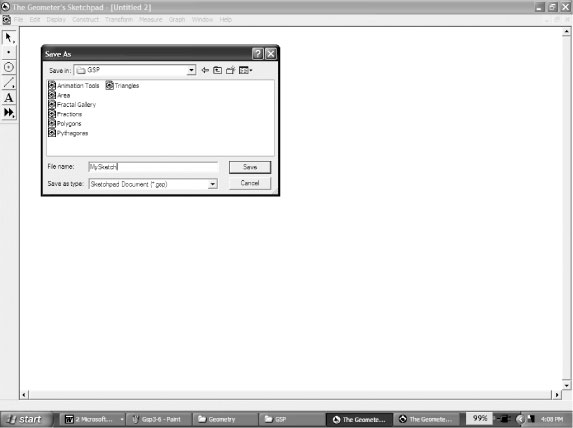 The Geometer's Sketchpad - [Untitled 2]
File Edit Display Construct Transform Measure Graph Window Help
Save As
Save in: GSP
Animation Tools Triangles
Area
Fractal Gallery
Fractions
Polygons
Pythagoras
File name: MySketch Save
Save as type: Sketchpad Document (*.gsp) Cancel
A
start 2 Microsoft... Gsp3-6 - Paint Geometry GSP The Geomete... The Geomete... 99% 4:08 PM